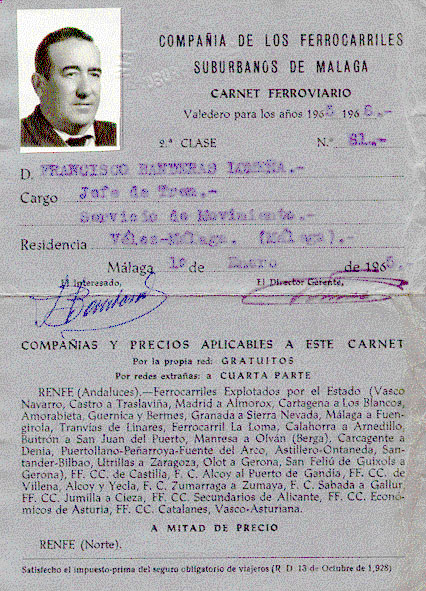 COMPAÑIA DE LOS FERROCARRILES
SUBURBANOS DE MALAGA
CARNET FERROVIARIO
Valedero para los años 1965 196
2.ª CLASE N.º 81.-
D. FRANCISCO BANDERAS .-
Cargo Jefe de Tren.-
Servicio de Movimiento.-
Residencia Vélez-Málaga. (Málaga).-
Málaga 1º de Enero de 1965.-
El Interesado, El Director Gerente,
COMPAÑIAS Y PRECIOS APLICABLES A ESTE CARNET
Por la propia red: GRATUITOS
Por redes extrañas: a CUARTA PARTE
RENFE (Andaluces).—Ferrocarriles Explotados por el Estado (Vasco
Navarro, Castro a Traslaviña, Madrid a Almorox, Cartagena a Los Blancos,
Amorabieta, Guernica y Bermes, Granada a Sierra Nevada, Málaga a Fuen-
girola, Tranvías de Linares, Ferrocarril La Loma, Calahorra a Arnedillo,
Buitrón a San Juan del Puerto, Manresa a Olván (Berga), Carcagente a
Denia, Puertollano-Peñarroya-Fuente del Arco, Astillero-Ontaneda, San-
tander-Bilbao, Utrillas a Zaragoza, Olot a Gerona, San Feliú de Guixols a
Gerona), FF. CC. de Castilla, F. C. Alcoy al Puerto de Gandia, FF. CC. de
Villena, Alcoy y Yecla, F. C. Zumarraga a Zumaya, F. C. Sabada a Gallur,
FF. CC. Jumilla a Cieza, FF. CC. Secundarios de Alicante, FF. CC. Econó-
micos de Asturia, FF. CC. Catalanes, Vasco-Asturiana.
A MITAD DE PRECIO
RENFE (Norte).
Satisfecho el impuesto-prima del seguro obligatorio de viajeros (R D 13 de Octubre de 1,928)